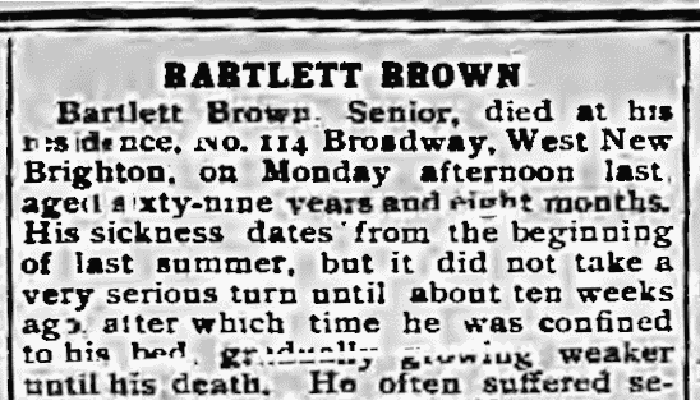 BARTLETT BROWN
Bartlett Brown, Senior, died at his
residence, No. 114 Broadway, West New
Brighton, on Monday afternoon last,
aged sixty-nine years and eight months.
His sickness dates from the beginning
of last summer, but it did not take a
very serious turn until about ten weeks
ago, after which time he was confined
to his bed, gradually growing weaker
until his death. He often suffered se-